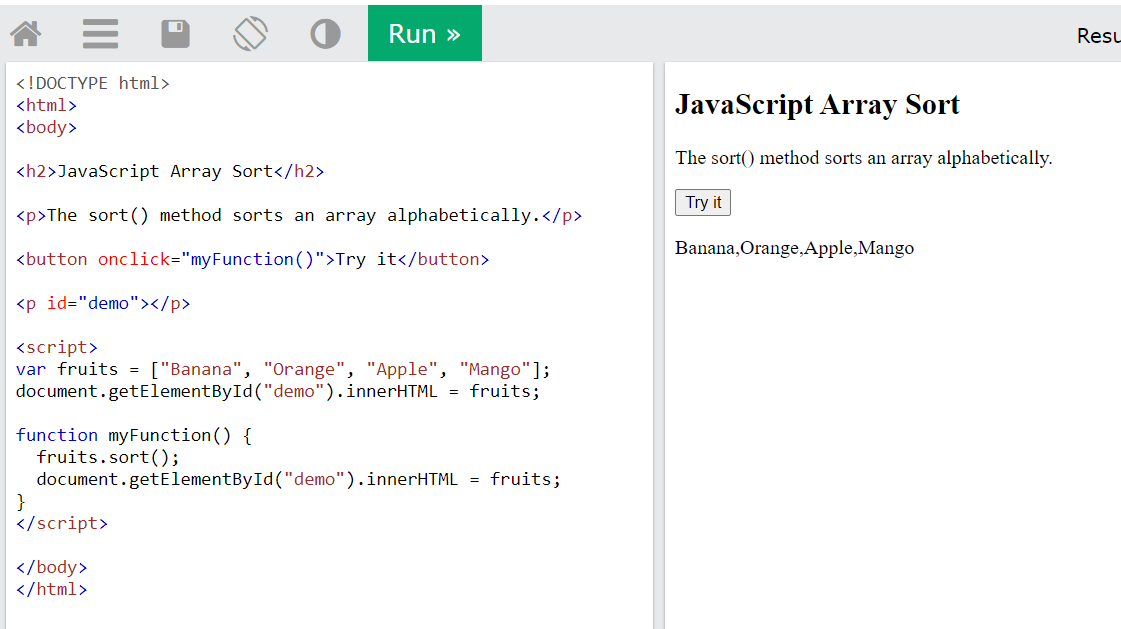 Run »
Resu
<!DOCTYPE html>
<html>
<body>
<h2>JavaScript Array Sort</h2>
<p>The sort() method sorts an array alphabetically.</p>
<button onclick="myFunction()">Try it</button>
<p id="demo"></p>
<script>
var fruits = ["Banana", "Orange", "Apple", "Mango"];
document.getElementById("demo").innerHTML = fruits;
function myFunction() {
  fruits.sort();
  document.getElementById("demo").innerHTML = fruits;
}
</script>
</body>
</html>
JavaScript Array Sort
The sort() method sorts an array alphabetically.
Try it
Banana,Orange,Apple,Mango